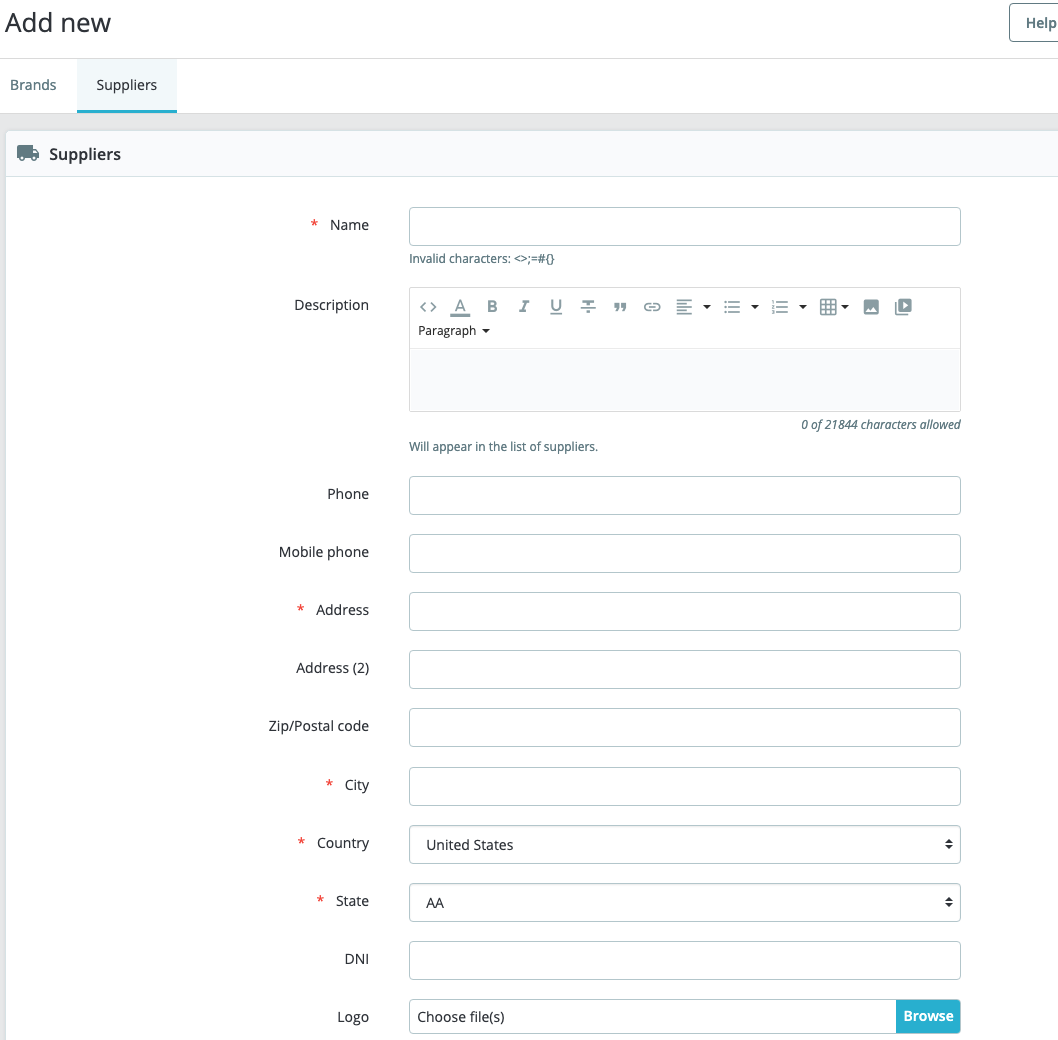 Add new
Help
Brands
Suppliers
Suppliers
* Name
Invalid characters: <>;=#{}
Description
Paragraph
0 of 21844 characters allowed
Will appear in the list of suppliers.
Phone
Mobile phone
* Address
Address (2)
Zip/Postal code
* City
* Country
United States
* State
AA
DNI
Logo
Choose file(s)
Browse